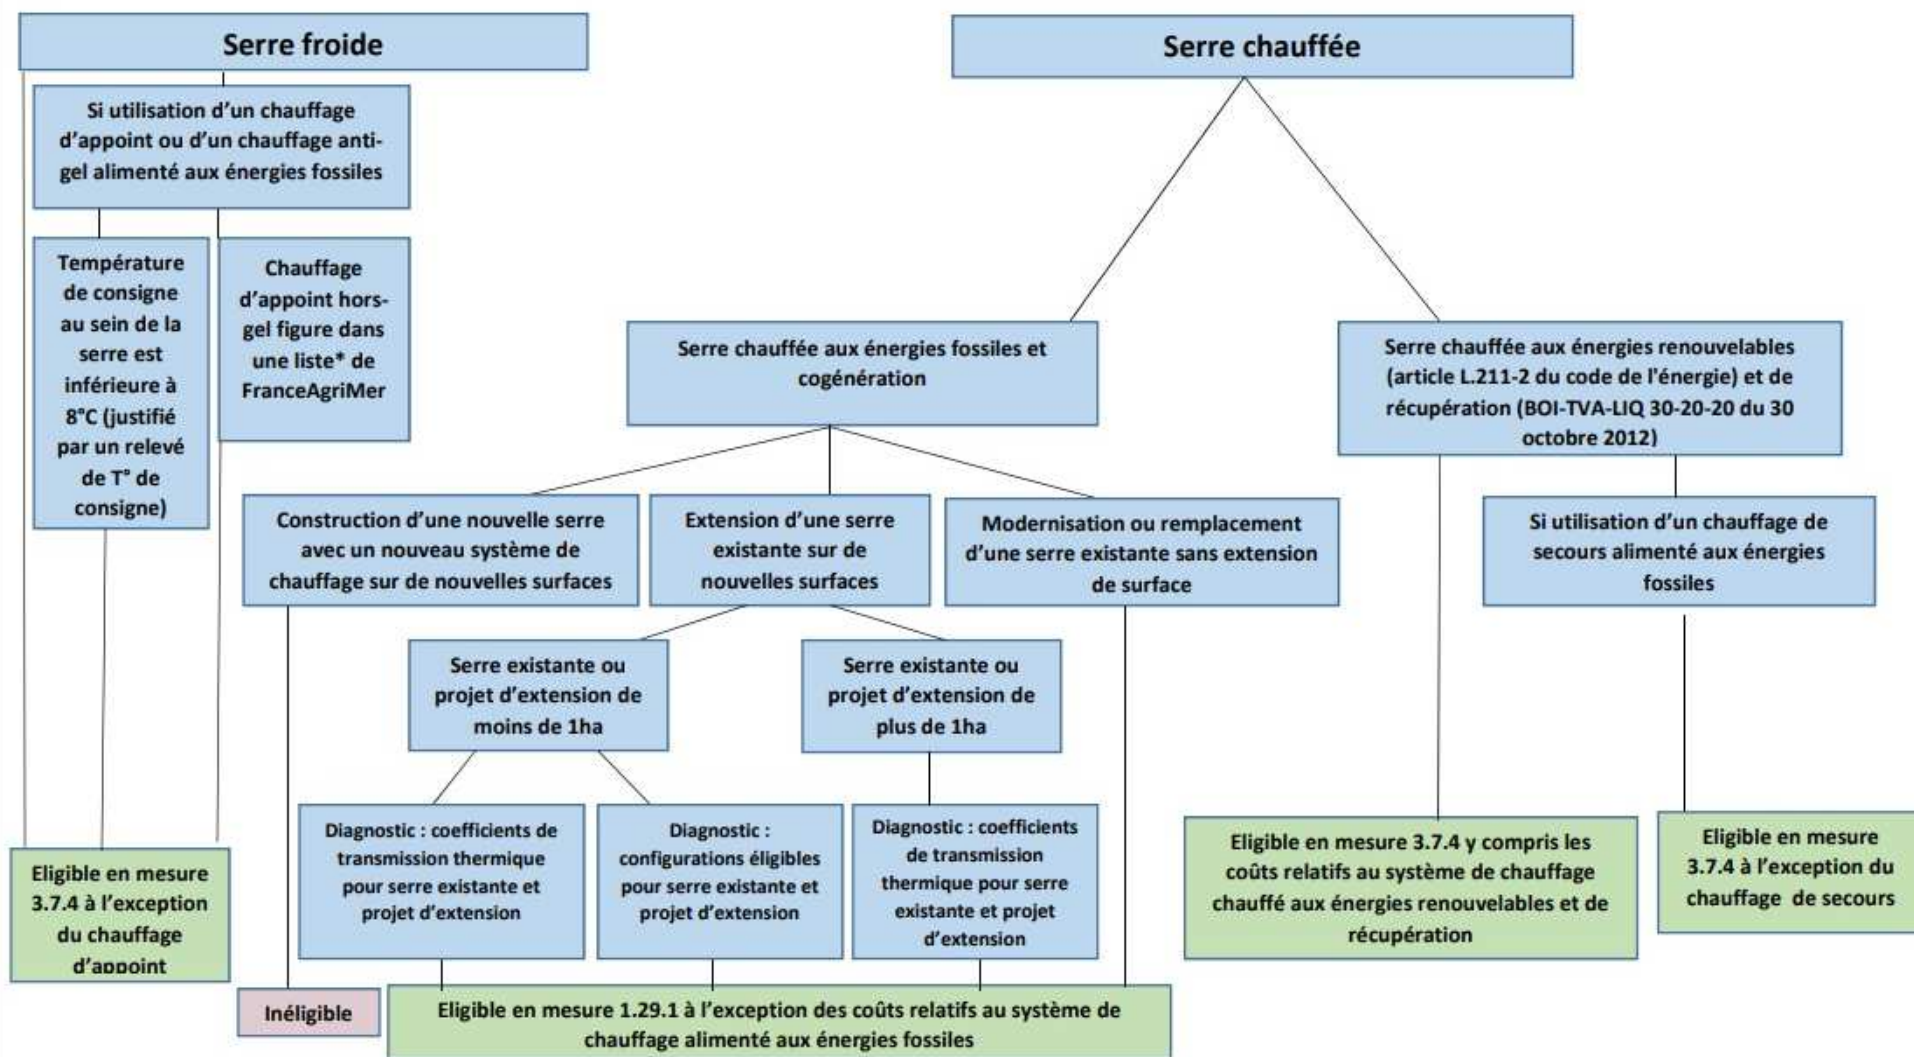 Serre froide
Serre chauffée
Si utilisation d’un chauffage
d’appoint ou d’un chauffage anti-
gel alimenté aux énergies fossiles
Température
de consigne
au sein de la
serre est
inférieure à
8°C (justifié
par un relevé
de T° de
consigne)
Chauffage
d’appoint hors-
gel figure dans
une liste* de
FranceAgriMer
Serre chauffée aux énergies fossiles et
cogénération
Serre chauffée aux énergies renouvelables
(article L.211-2 du code de l'énergie) et de
récupération (BOI-TVA-LIQ 30-20-20 du 30
octobre 2012)
Construction d’une nouvelle serre
avec un nouveau système de
chauffage sur de nouvelles surfaces
Extension d’une serre
existante sur de
nouvelles surfaces
Modernisation ou remplacement
d’une serre existante sans extension
de surface
Si utilisation d’un chauffage de
secours alimenté aux énergies
fossiles
Serre existante ou
projet d’extension de
moins de 1ha
Serre existante ou
projet d’extension de
plus de 1ha
Diagnostic : coefficients de
transmission thermique
pour serre existante et
projet d’extension
Diagnostic :
configurations éligibles
pour serre existante et
projet d’extension
Diagnostic : coefficients
de transmission
thermique pour serre
existante et projet
d’extension
Eligible en mesure
3.7.4 à l’exception
du chauffage
d’appoint
Inéligible
Eligible en mesure 1.29.1 à l’exception des coûts relatifs au système de
chauffage alimenté aux énergies fossiles
Eligible en mesure 3.7.4 y compris les
coûts relatifs au système de chauffage
chauffé aux énergies renouvelables et de
récupération
Eligible en mesure
3.7.4 à l’exception du
chauffage de secours